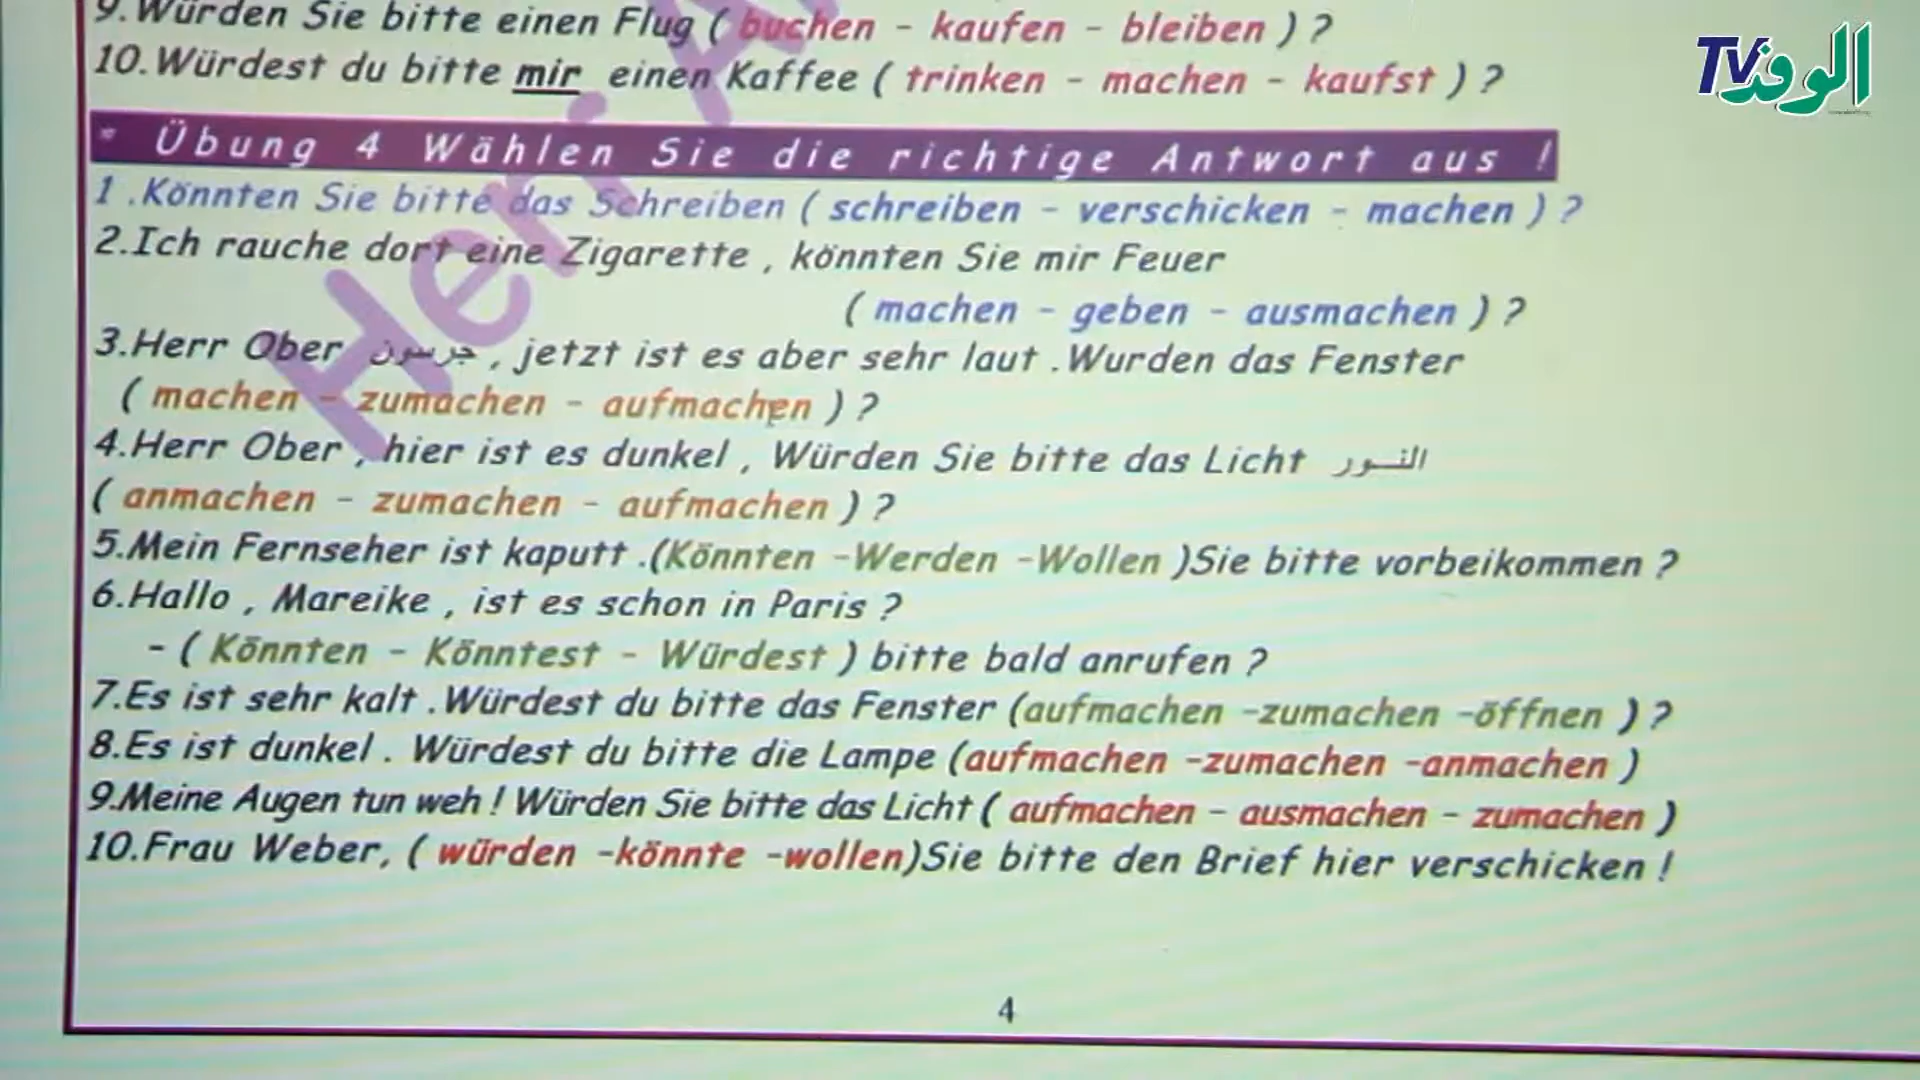 9.Würden Sie bitte einen Flug ( buchen - kaufen - bleiben ) ?
10.Würdest du bitte mir einen Kaffee ( trinken - machen - kaufst ) ?
TV الوفد
* Übung 4 Wählen Sie die richtige Antwort aus !
1 .Könnten Sie bitte das Schreiben ( schreiben - verschicken - machen ) ?
2.Ich rauche dort eine Zigarette , könnten Sie mir Feuer
( machen - geben - ausmachen ) ?
3.Herr Ober جرسون , jetzt ist es aber sehr laut .Wurden das Fenster
( machen - zumachen - aufmachen ) ?
4.Herr Ober , hier ist es dunkel , Würden Sie bitte das Licht النور
( anmachen - zumachen - aufmachen ) ?
5.Mein Fernseher ist kaputt .(Könnten -Werden -Wollen )Sie bitte vorbeikommen ?
6.Hallo , Mareike , ist es schon in Paris ?
- ( Könnten - Könntest - Würdest ) bitte bald anrufen ?
7.Es ist sehr kalt .Würdest du bitte das Fenster (aufmachen -zumachen -öffnen ) ?
8.Es ist dunkel . Würdest du bitte die Lampe (aufmachen -zumachen -anmachen )
9.Meine Augen tun weh ! Würden Sie bitte das Licht ( aufmachen - ausmachen - zumachen )
10.Frau Weber, ( würden -könnte -wollen)Sie bitte den Brief hier verschicken !
Herr A
4